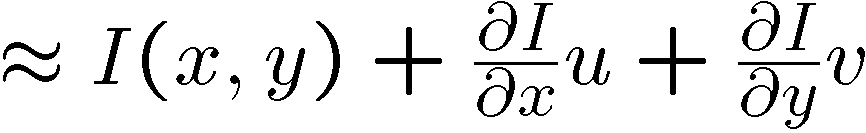 ≈ I(x, y) + ∂I/∂x u + ∂I/∂y v